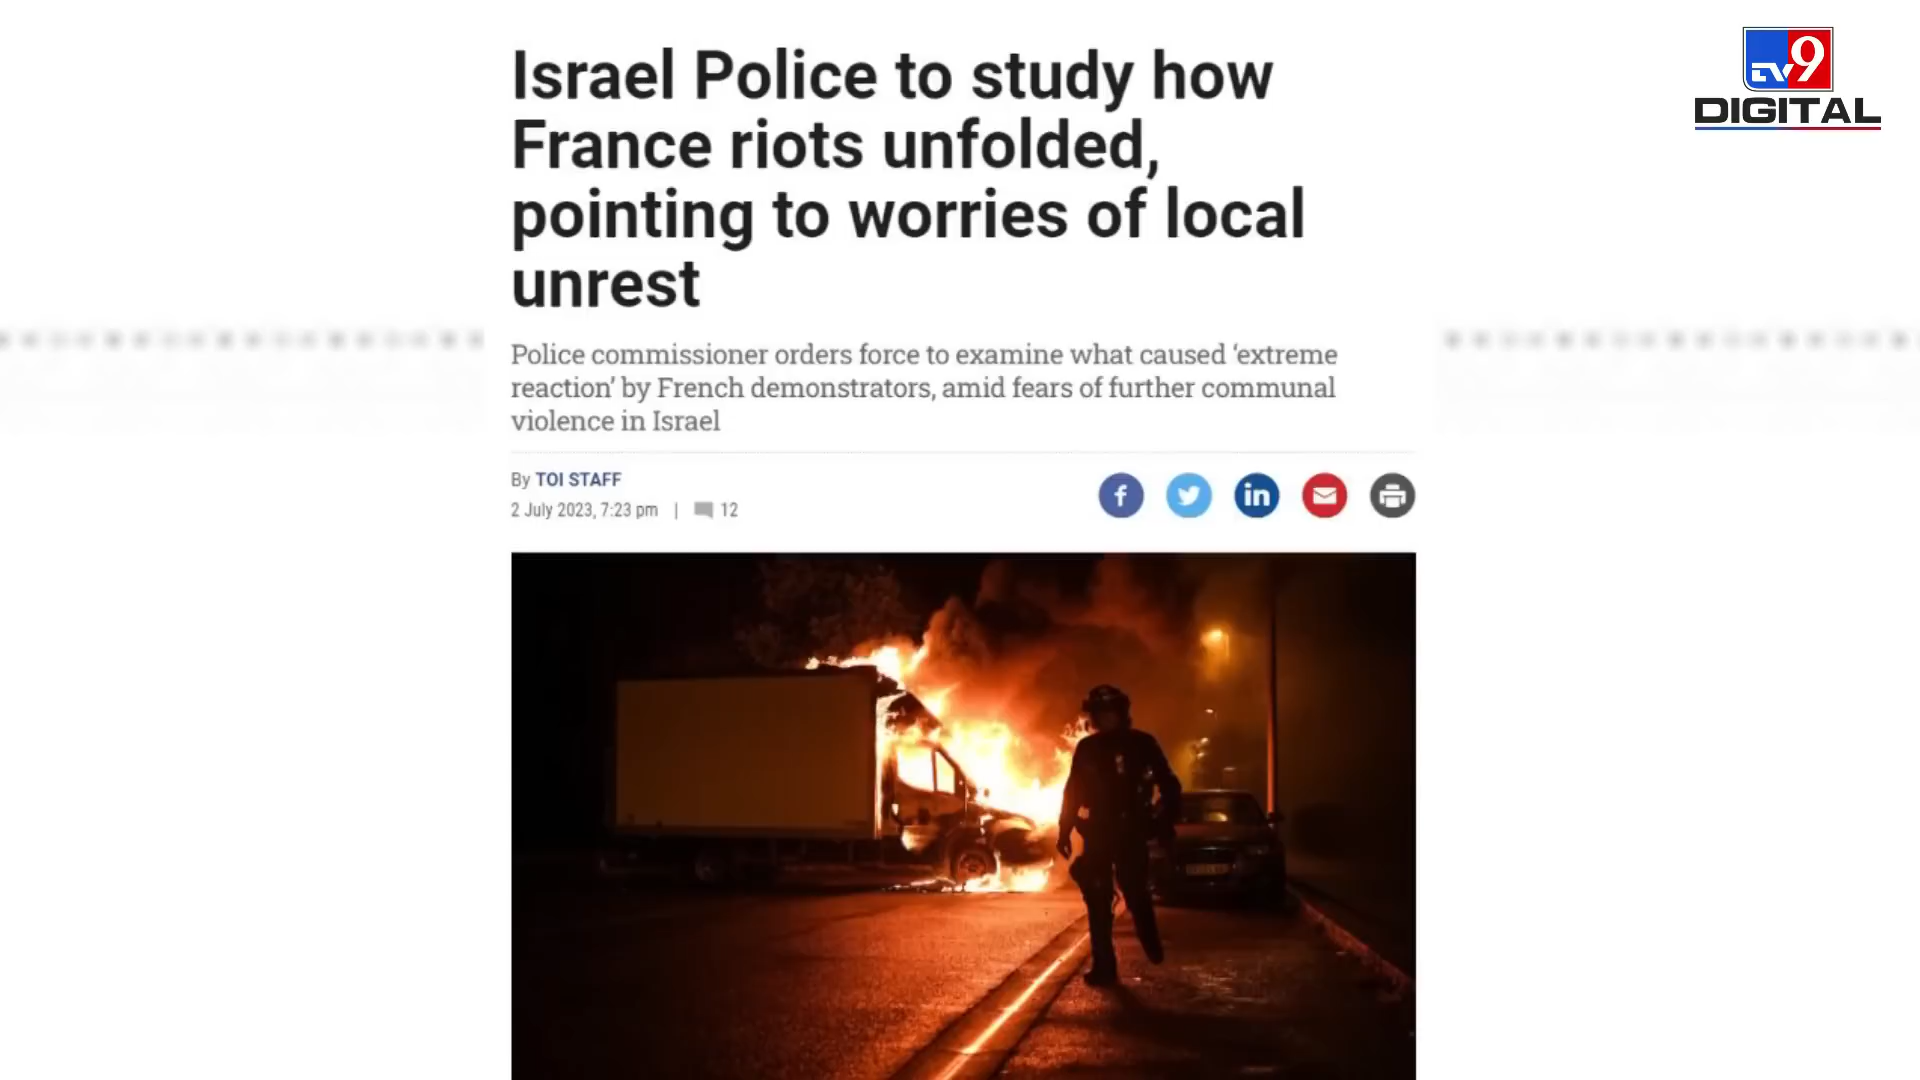 Israel Police to study how
France riots unfolded,
pointing to worries of local
unrest
Police commissioner orders force to examine what caused ‘extreme
reaction’ by French demonstrators, amid fears of further communal
violence in Israel
By TOI STAFF
2 July 2023, 7:23 pm | 12
TV9
DIGITAL